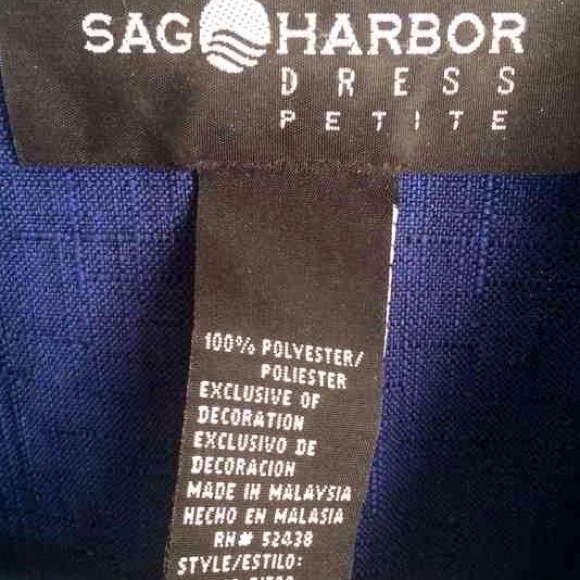 SAG HARBOR
DRESS
PETITE
100% POLYESTER/
POLIESTER
EXCLUSIVE OF
DECORATION
EXCLUSIVO DE
DECORACION
MADE IN MALAYSIA
HECHO EN MALASIA
RN# 52438
STYLE/ESTILO: